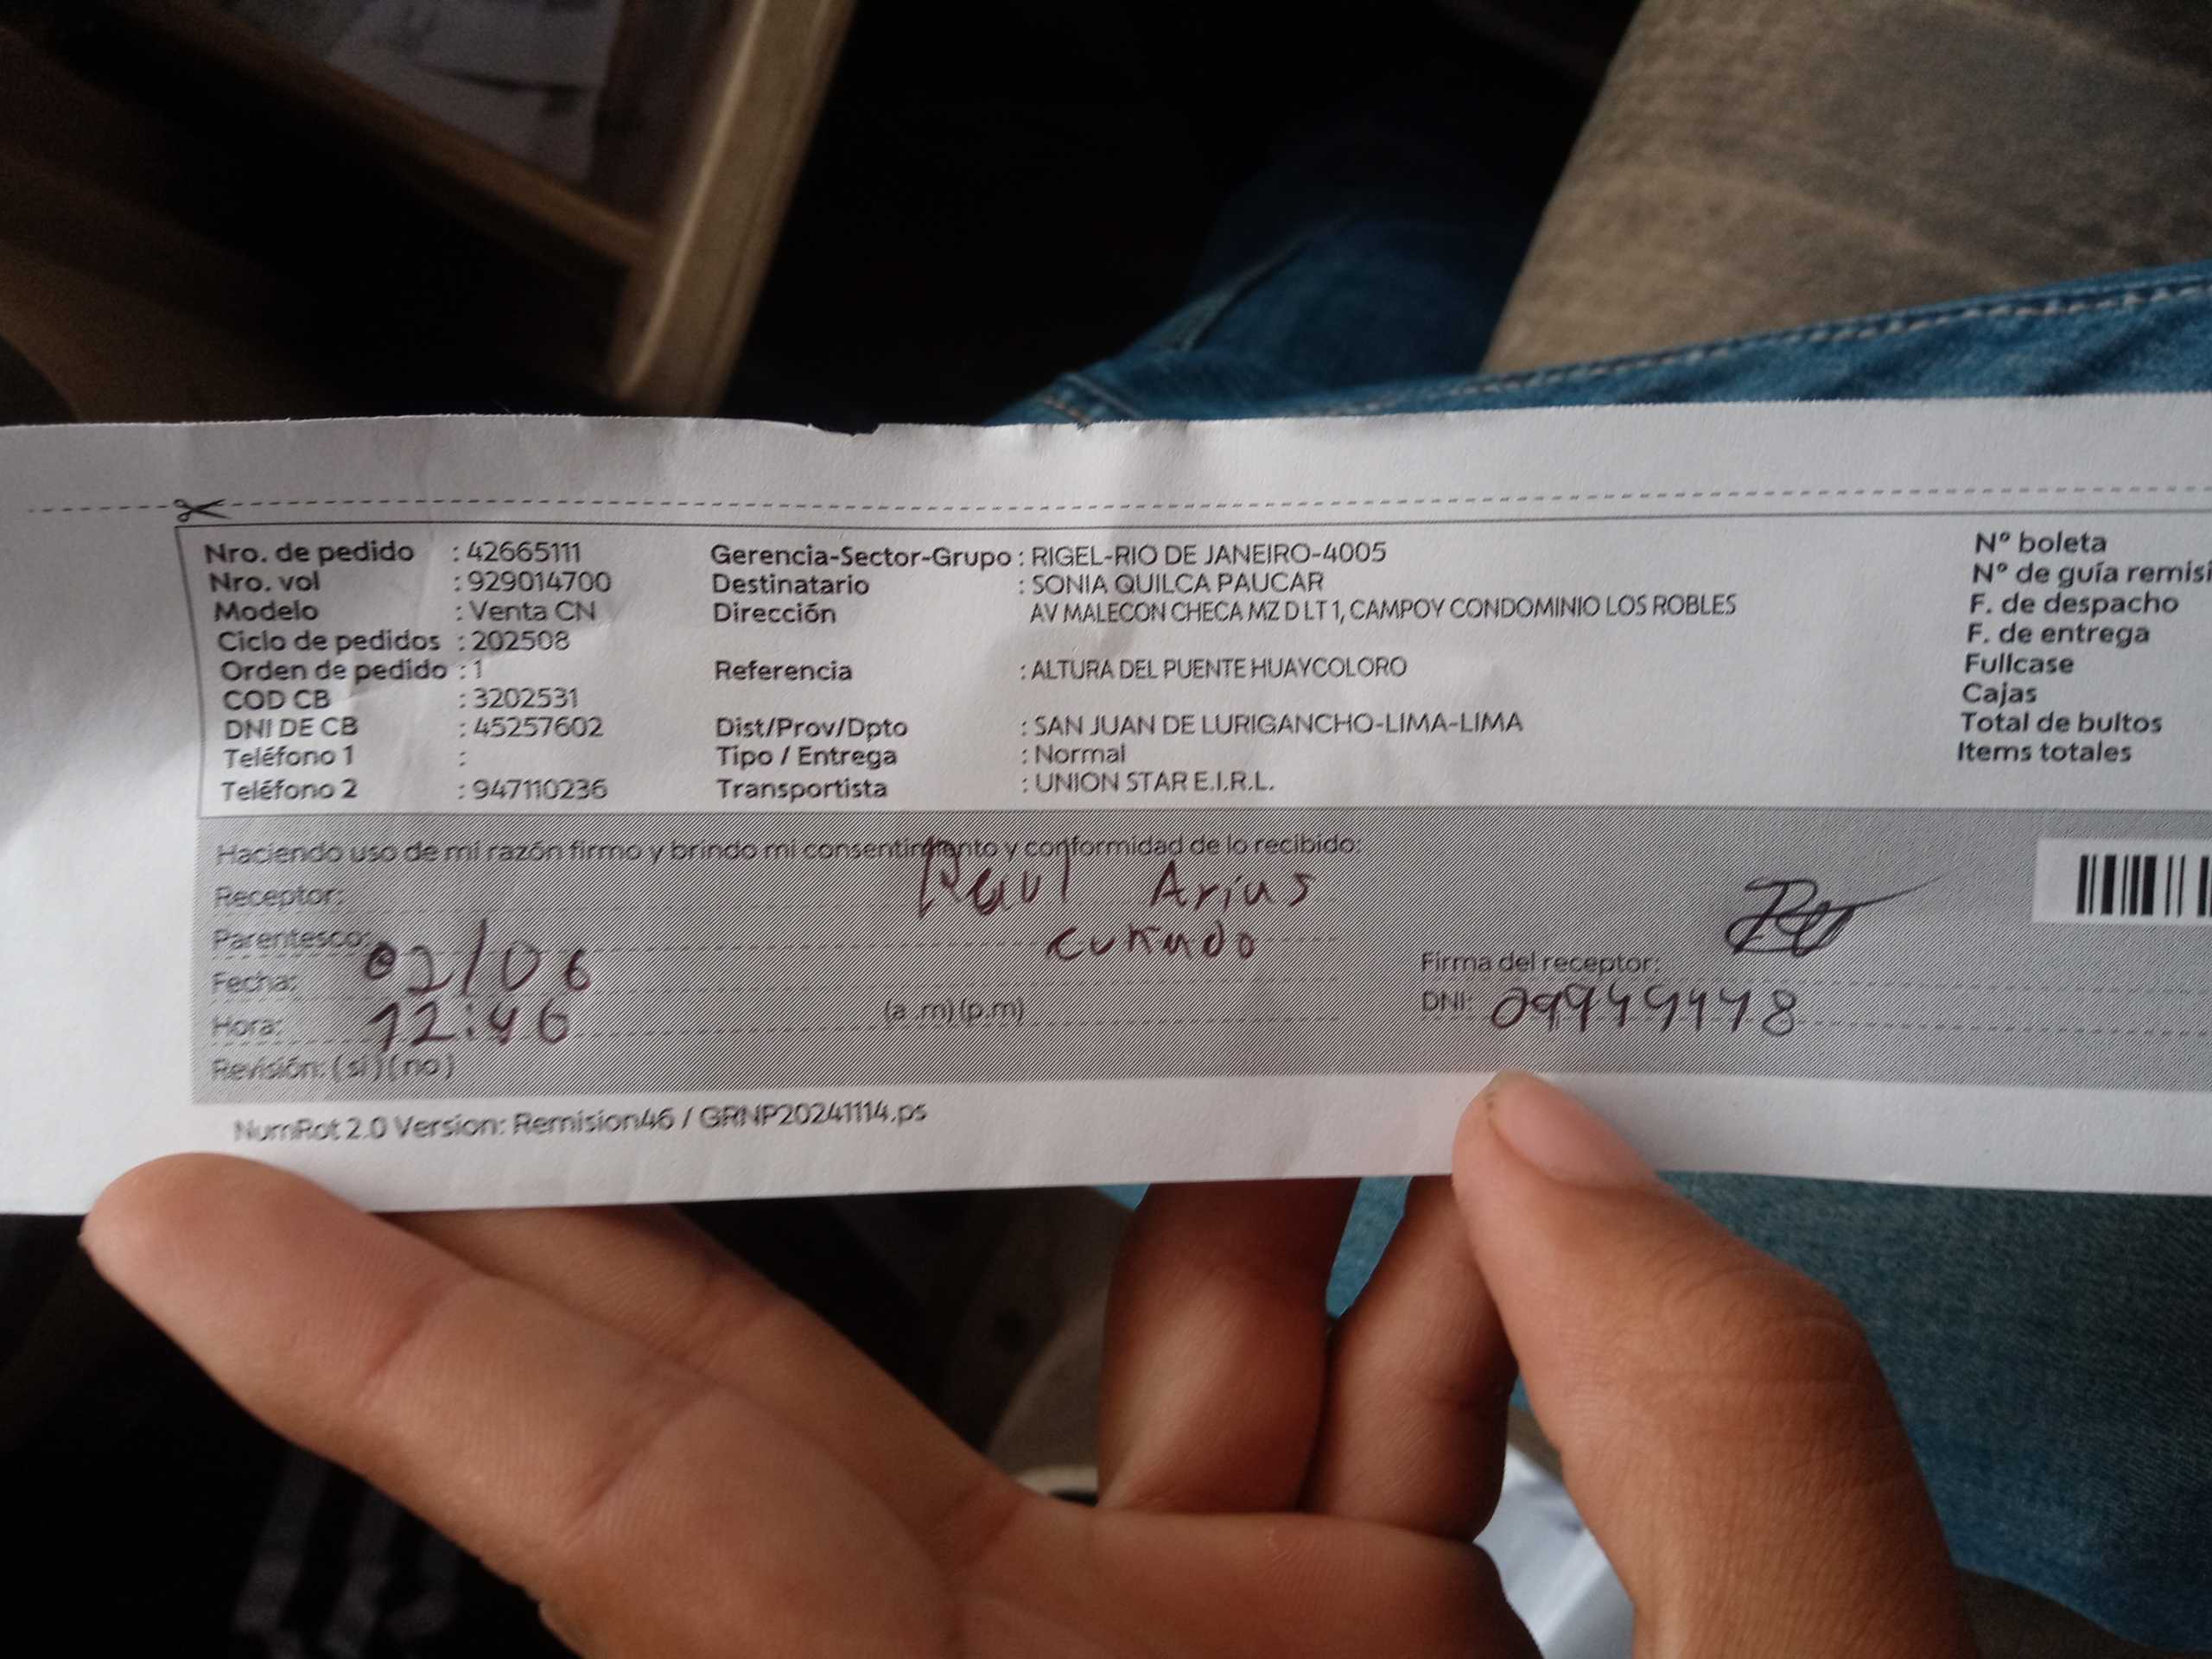 Nro. de pedido : 42665111 Gerencia-Sector-Grupo : RIGEL-RIO DE JANEIRO-4005 N° boleta
Nro. vol : 929014700 Destinatario : SONIA QUILCA PAUCAR N° de guía remisi
Modelo : Venta CN Dirección AV MALECON CHECA MZ D LT 1, CAMPOY CONDOMINIO LOS ROBLES F. de despacho
Ciclo de pedidos : 202508 F. de entrega
Orden de pedido : 1 Referencia : ALTURA DEL PUENTE HUAYCOLORO Fullcase
COD CB : 3202531 Cajas
DNI DE CB : 45257602 Dist/Prov/Dpto : SAN JUAN DE LURIGANCHO-LIMA-LIMA Total de bultos
Teléfono 1 : Tipo / Entrega : Normal Items totales
Teléfono 2 : 947110236 Transportista : UNION STAR E.I.R.L.
Haciendo uso de mi razón firmo y brindo mi consentimiento y conformidad de lo recibido:
Receptor: Raul Arias
Parentesco: cuñado
Fecha: 02/06 Firma del receptor:
Hora: 12:46 (a .m) (p.m) DNI: 09949448
Revisión: ( si ) ( no )
NumRot 2.0 Version: Remision46 / GRNP20241114.ps